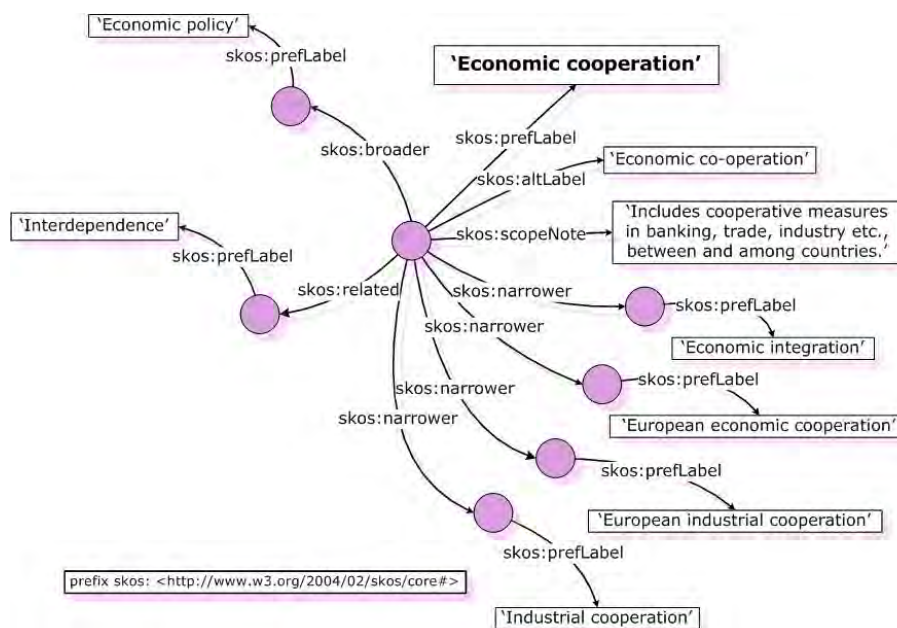 ‘Economic policy’
skos:prefLabel
‘Economic cooperation’
skos:prefLabel
skos:broader
skos:altLabel
‘Economic co-operation’
‘Interdependence’
skos:prefLabel
skos:scopeNote
‘Includes cooperative measures
in banking, trade, industry etc.,
between and among countries.’
skos:related
skos:narrower
skos:prefLabel
‘Economic integration’
skos:narrower
skos:prefLabel
‘European economic cooperation’
skos:narrower
skos:prefLabel
‘European industrial cooperation’
skos:narrower
skos:prefLabel
‘Industrial cooperation’
prefix skos: <http://www.w3.org/2004/02/skos/core#>